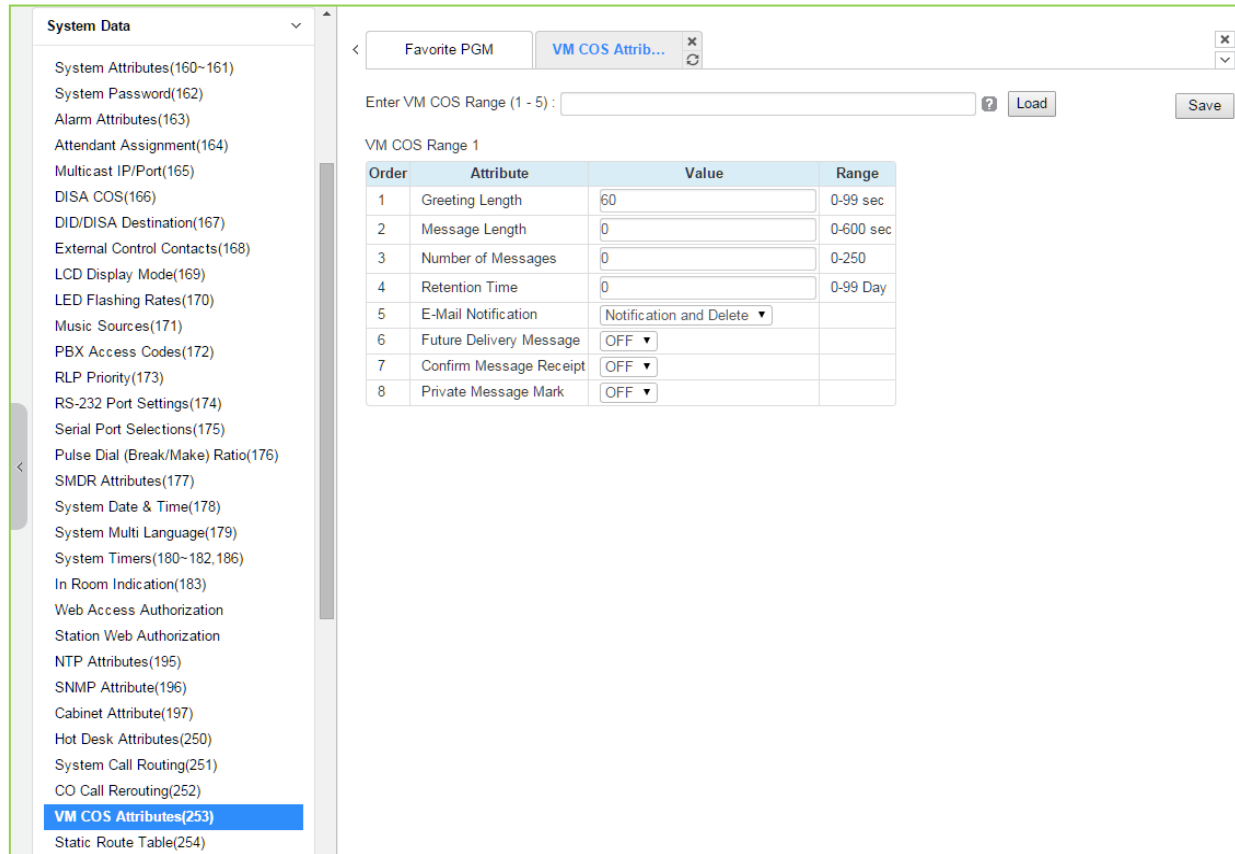 System Data
System Attributes(160~161)
System Password(162)
Alarm Attributes(163)
Attendant Assignment(164)
Multicast IP/Port(165)
DISA COS(166)
DID/DISA Destination(167)
External Control Contacts(168)
LCD Display Mode(169)
LED Flashing Rates(170)
Music Sources(171)
PBX Access Codes(172)
RLP Priority(173)
RS-232 Port Settings(174)
Serial Port Selections(175)
Pulse Dial (Break/Make) Ratio(176)
SMDR Attributes(177)
System Date & Time(178)
System Multi Language(179)
System Timers(180~182,186)
In Room Indication(183)
Web Access Authorization
Station Web Authorization
NTP Attributes(195)
SNMP Attribute(196)
Cabinet Attribute(197)
Hot Desk Attributes(250)
System Call Routing(251)
CO Call Rerouting(252)
VM COS Attributes(253)
Static Route Table(254)
Favorite PGM VM COS Attrib...
Enter VM COS Range (1 - 5) : ? Load Save
VM COS Range 1
Order Attribute Value Range
1 Greeting Length 60 0-99 sec
2 Message Length 0 0-600 sec
3 Number of Messages 0 0-250
4 Retention Time 0 0-99 Day
5 E-Mail Notification Notification and Delete
6 Future Delivery Message OFF
7 Confirm Message Receipt OFF
8 Private Message Mark OFF